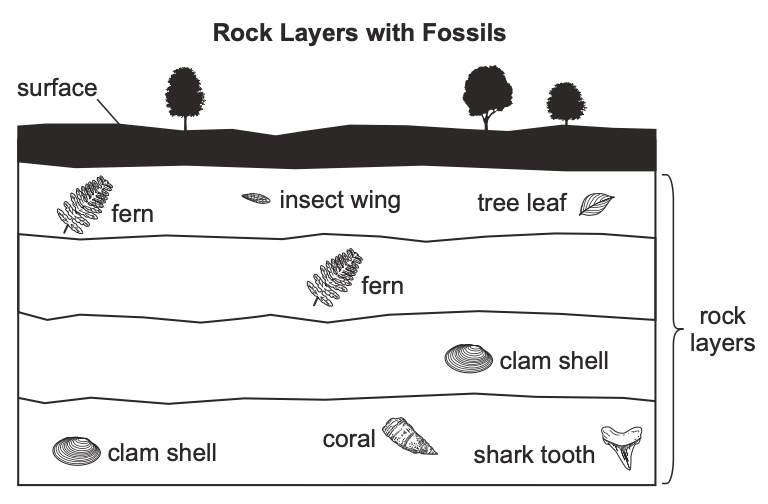 Rock Layers with Fossils
surface
fern
insect wing
tree leaf
fern
rock
layers
clam shell
clam shell
coral
shark tooth